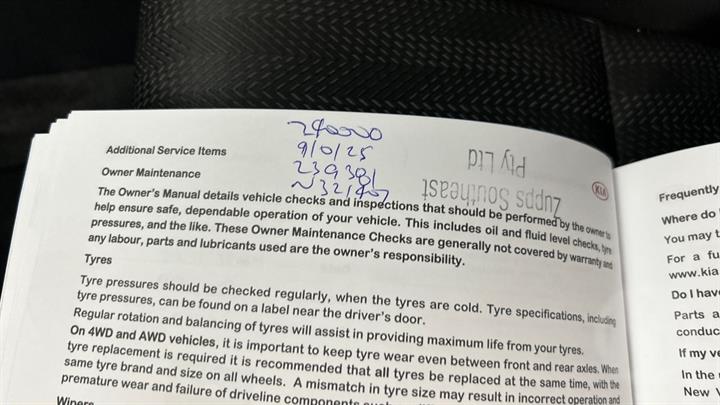 240000
9/0/25
239381
Zupps Southeast
Pty Ltd
KIA
Additional Service Items
Owner Maintenance
The Owner's Manual details vehicle checks and inspections that should be performed by the owner to
help ensure safe, dependable operation of your vehicle. This includes oil and fluid level checks, tyre
pressures, and the like. These Owner Maintenance Checks are generally not covered by warranty and
any labour, parts and lubricants used are the owner's responsibility.
Tyres
Tyre pressures should be checked regularly, when the tyres are cold. Tyre specifications, including
tyre pressures, can be found on a label near the driver's door.
Regular rotation and balancing of tyres will assist in providing maximum life from your tyres.
On 4WD and AWD vehicles, it is important to keep tyre wear even between front and rear axles. When
tyre replacement is required it is recommended that all tyres be replaced at the same time, with the
same tyre brand and size on all wheels. A mismatch in tyre size may result in incorrect operation and
premature wear and failure of driveline components
Wipers
Frequently
Where do
You may t
For a fu
www.kia
Do I hav
Parts a
conduc
If my ve
In the
New V